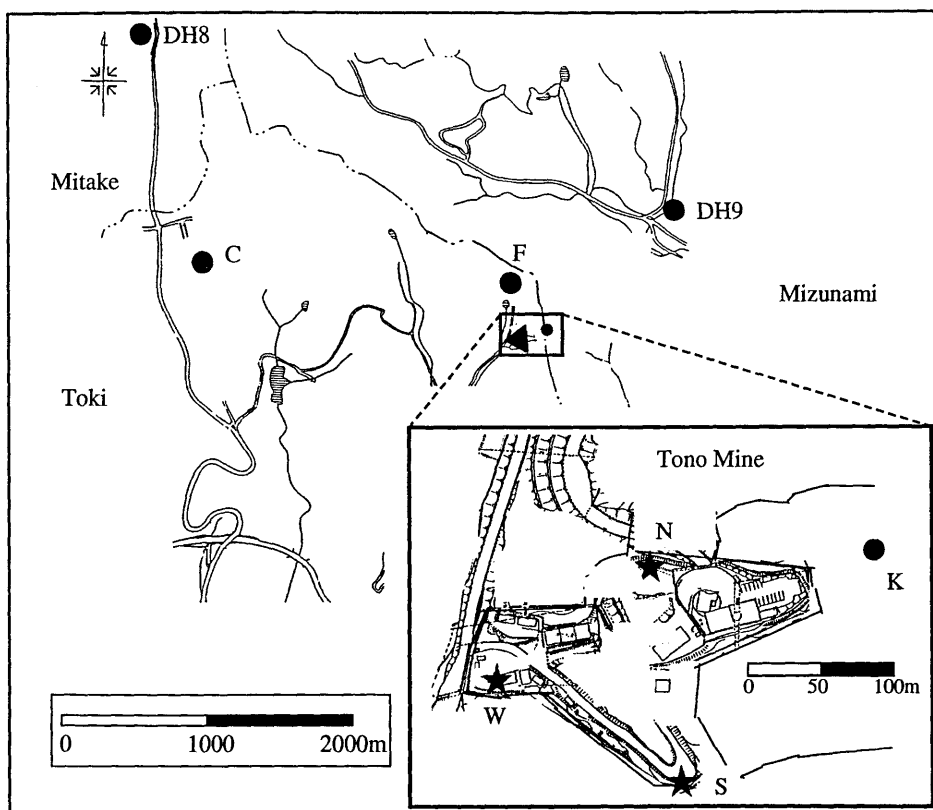 DH8
Mitake
DH9
C
F
Mizunami
Toki
Tono Mine
N
K
0 50 100m
W
0 1000 2000m
S